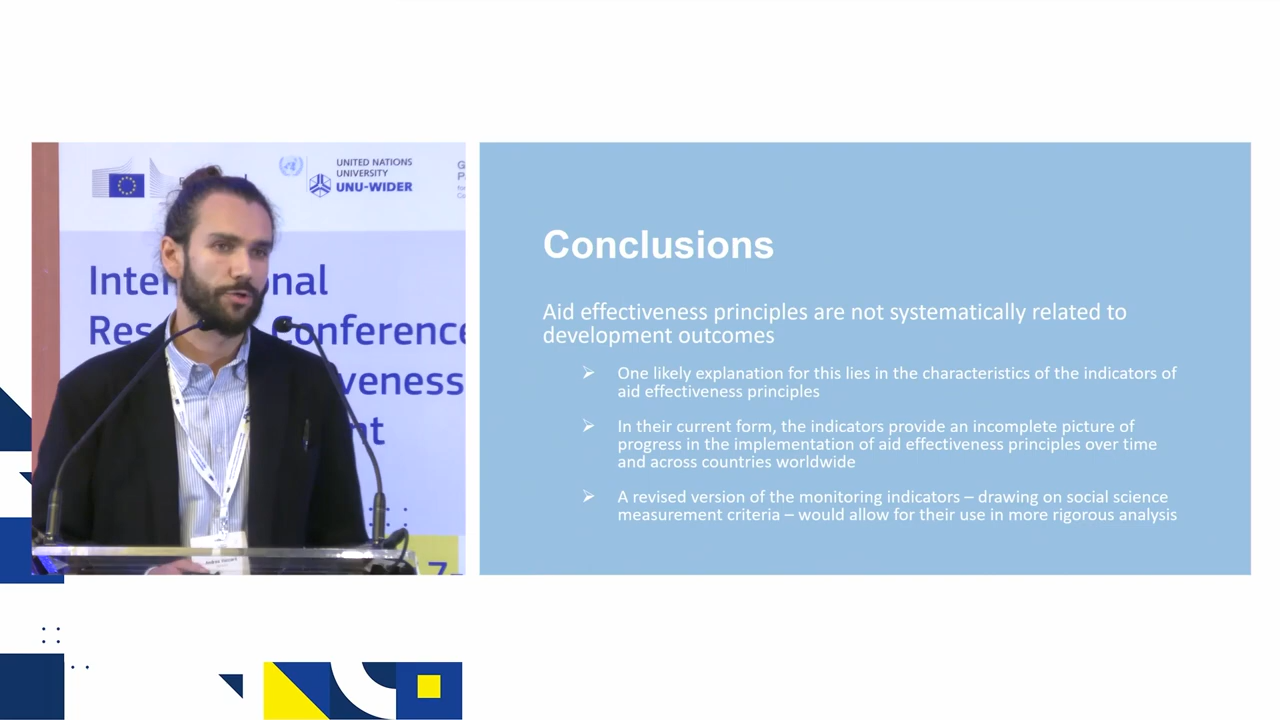 UNITED NATIONS
UNIVERSITY
UNU-WIDER
Inte nal
Res Conference
veness
nt
7
Conclusions
Aid effectiveness principles are not systematically related to
development outcomes
One likely explanation for this lies in the characteristics of the indicators of
aid effectiveness principles
In their current form, the indicators provide an incomplete picture of
progress in the implementation of aid effectiveness principles over time
and across countries worldwide
A revised version of the monitoring indicators – drawing on social science
measurement criteria – would allow for their use in more rigorous analysis